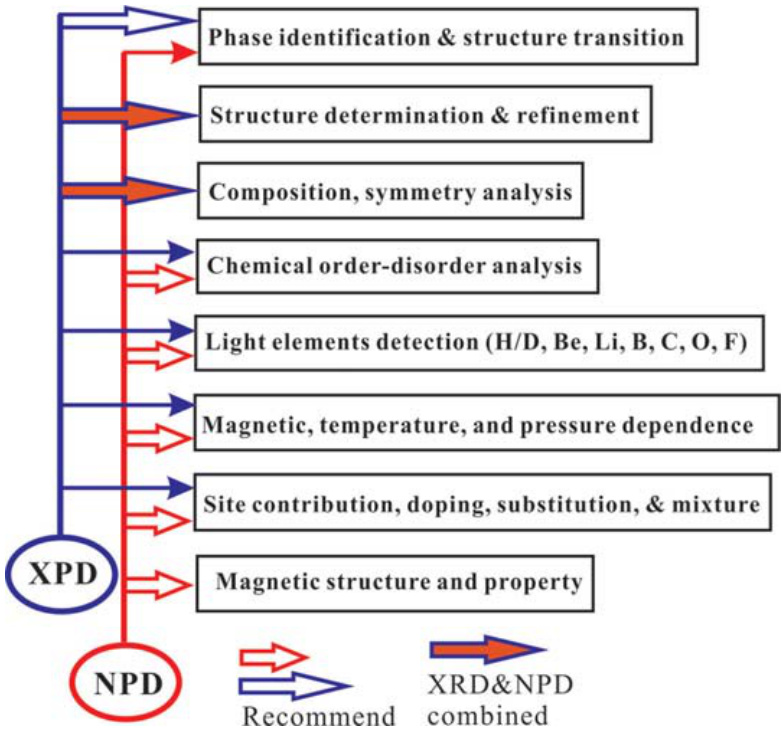 Phase identification & structure transition
Structure determination & refinement
Composition, symmetry analysis
Chemical order-disorder analysis
Light elements detection (H/D, Be, Li, B, C, O, F)
Magnetic, temperature, and pressure dependence
Site contribution, doping, substitution, & mixture
XPD
Magnetic structure and property
NPD
Recommend
XRD&NPD
combined